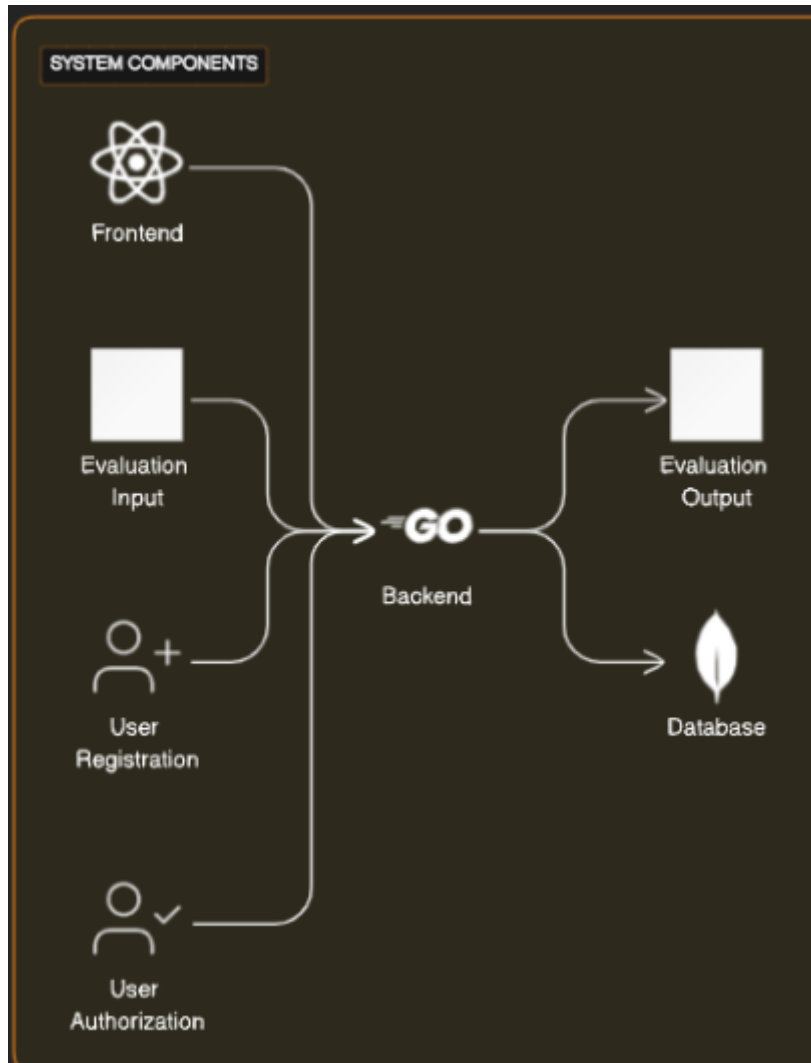 SYSTEM COMPONENTS
Frontend
Evaluation
Input
Evaluation
Output
GO
Backend
User
Registration
Database
User
Authorization